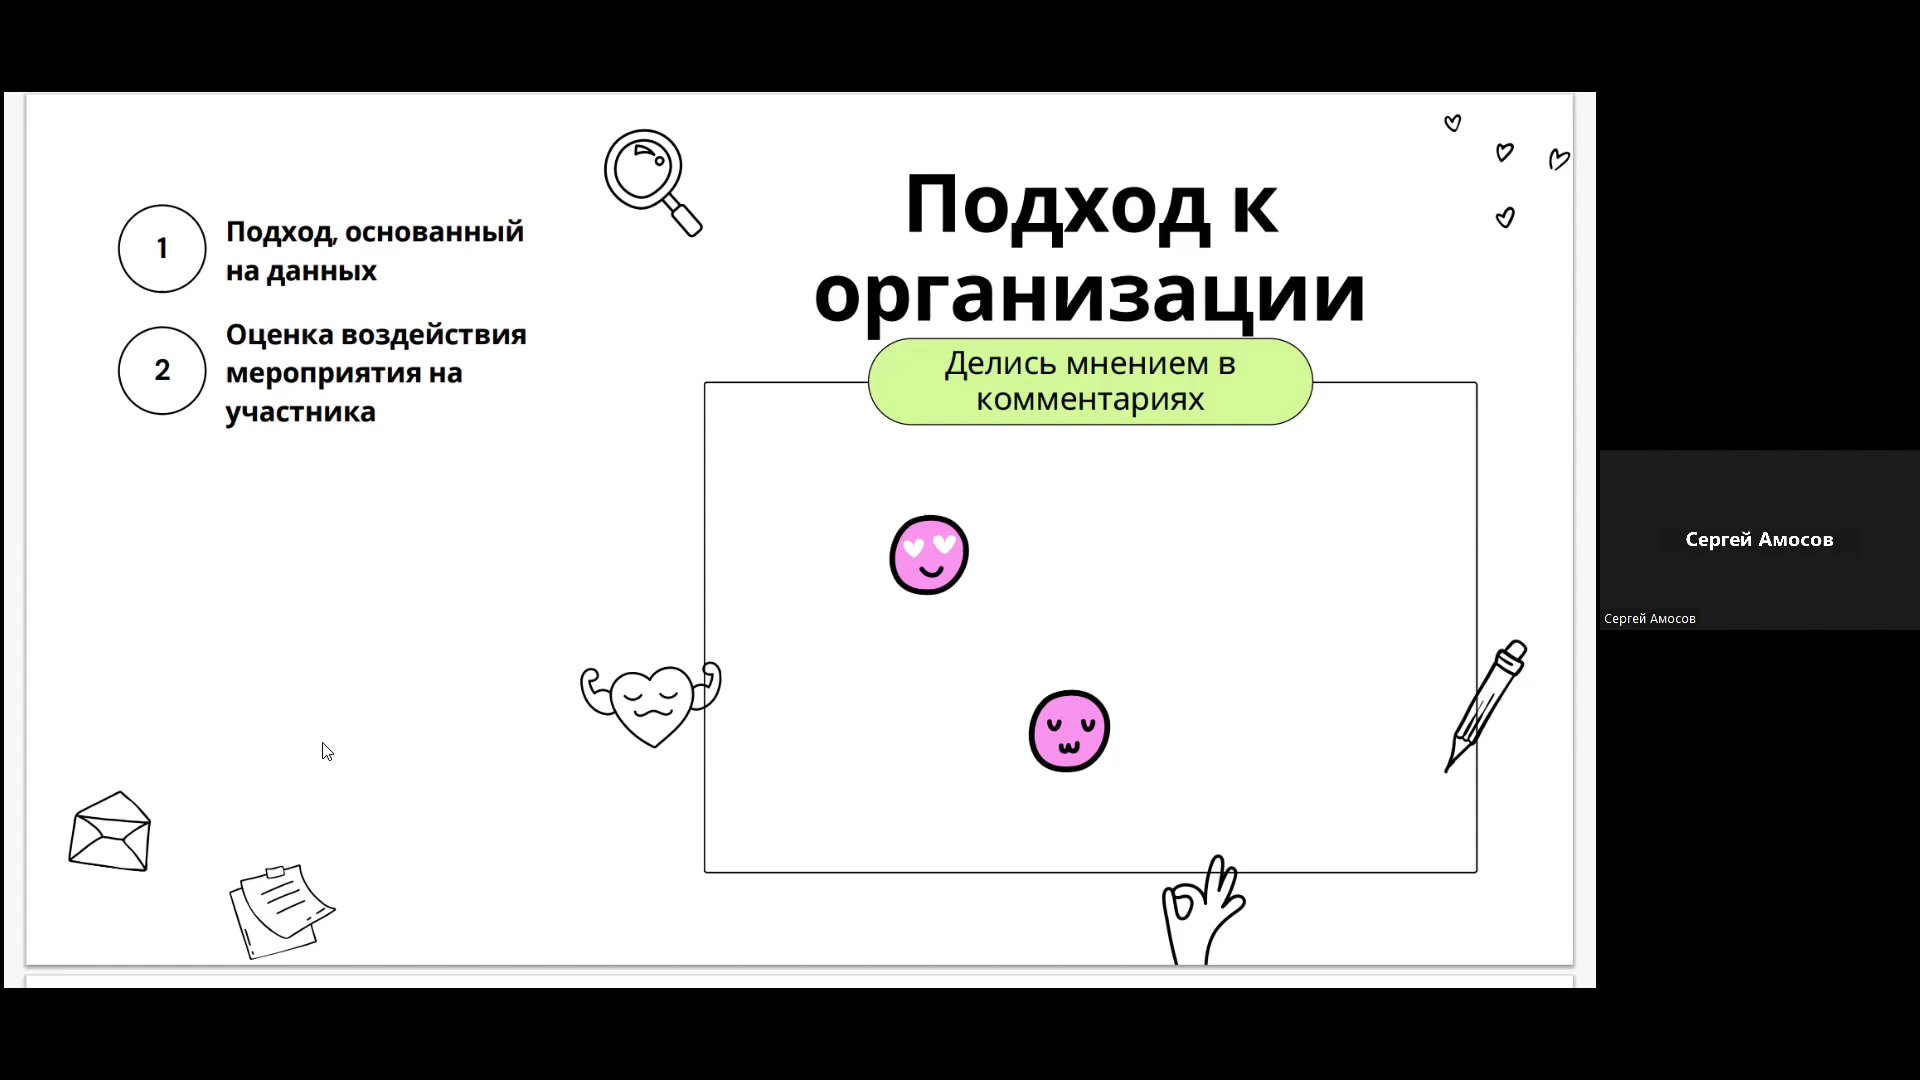 1
Подход, основанный
на данных
2
Оценка воздействия
мероприятия на
участника
Подход к
организации
Делись мнением в
комментариях
Сергей Амосов
Сергей Амосов